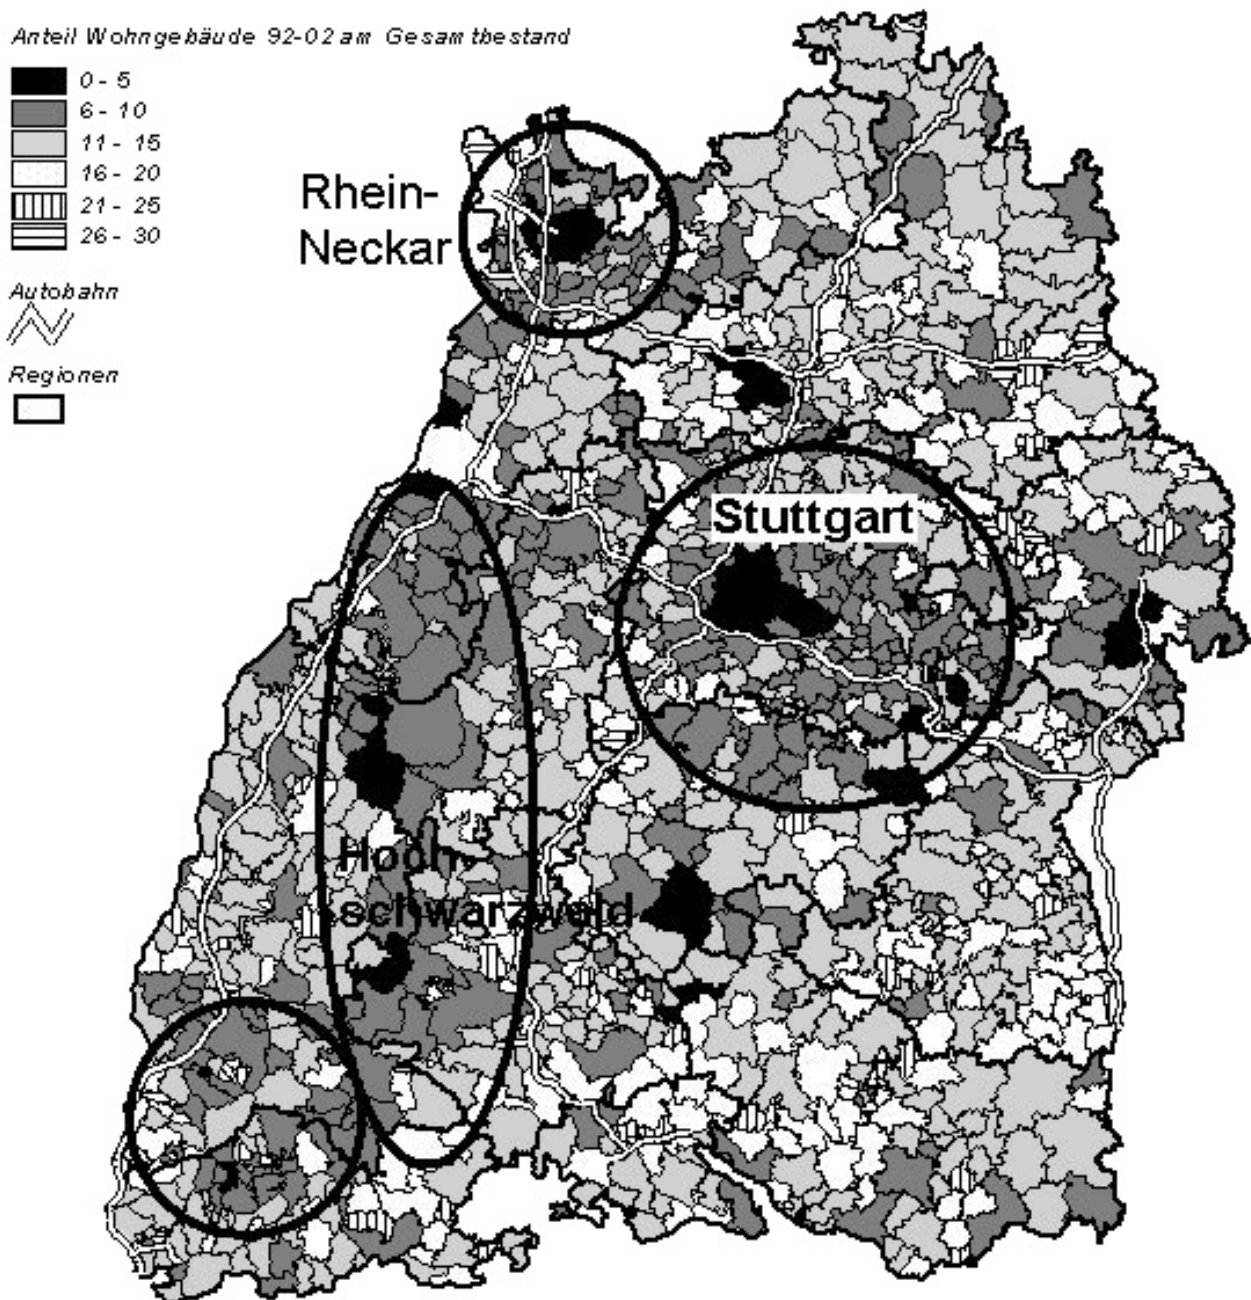 Anteil Wohngebäude 92-02 am Gesamtbestand
0 - 5
6 - 10
11 - 15
16 - 20
21 - 25
26 - 30
Autobahn
Regionen
Rhein-
Neckar
Stuttgart
Hoch-
schwarzwald